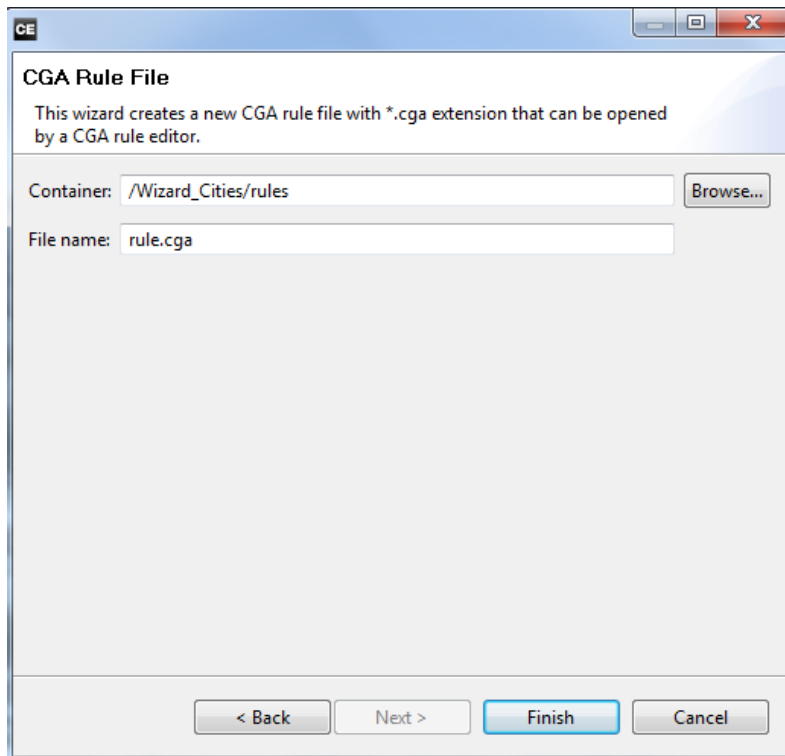 CE
CGA Rule File
This wizard creates a new CGA rule file with *.cga extension that can be opened
by a CGA rule editor.
Container: /Wizard_Cities/rules Browse...
File name: rule.cga
< Back Next > Finish Cancel